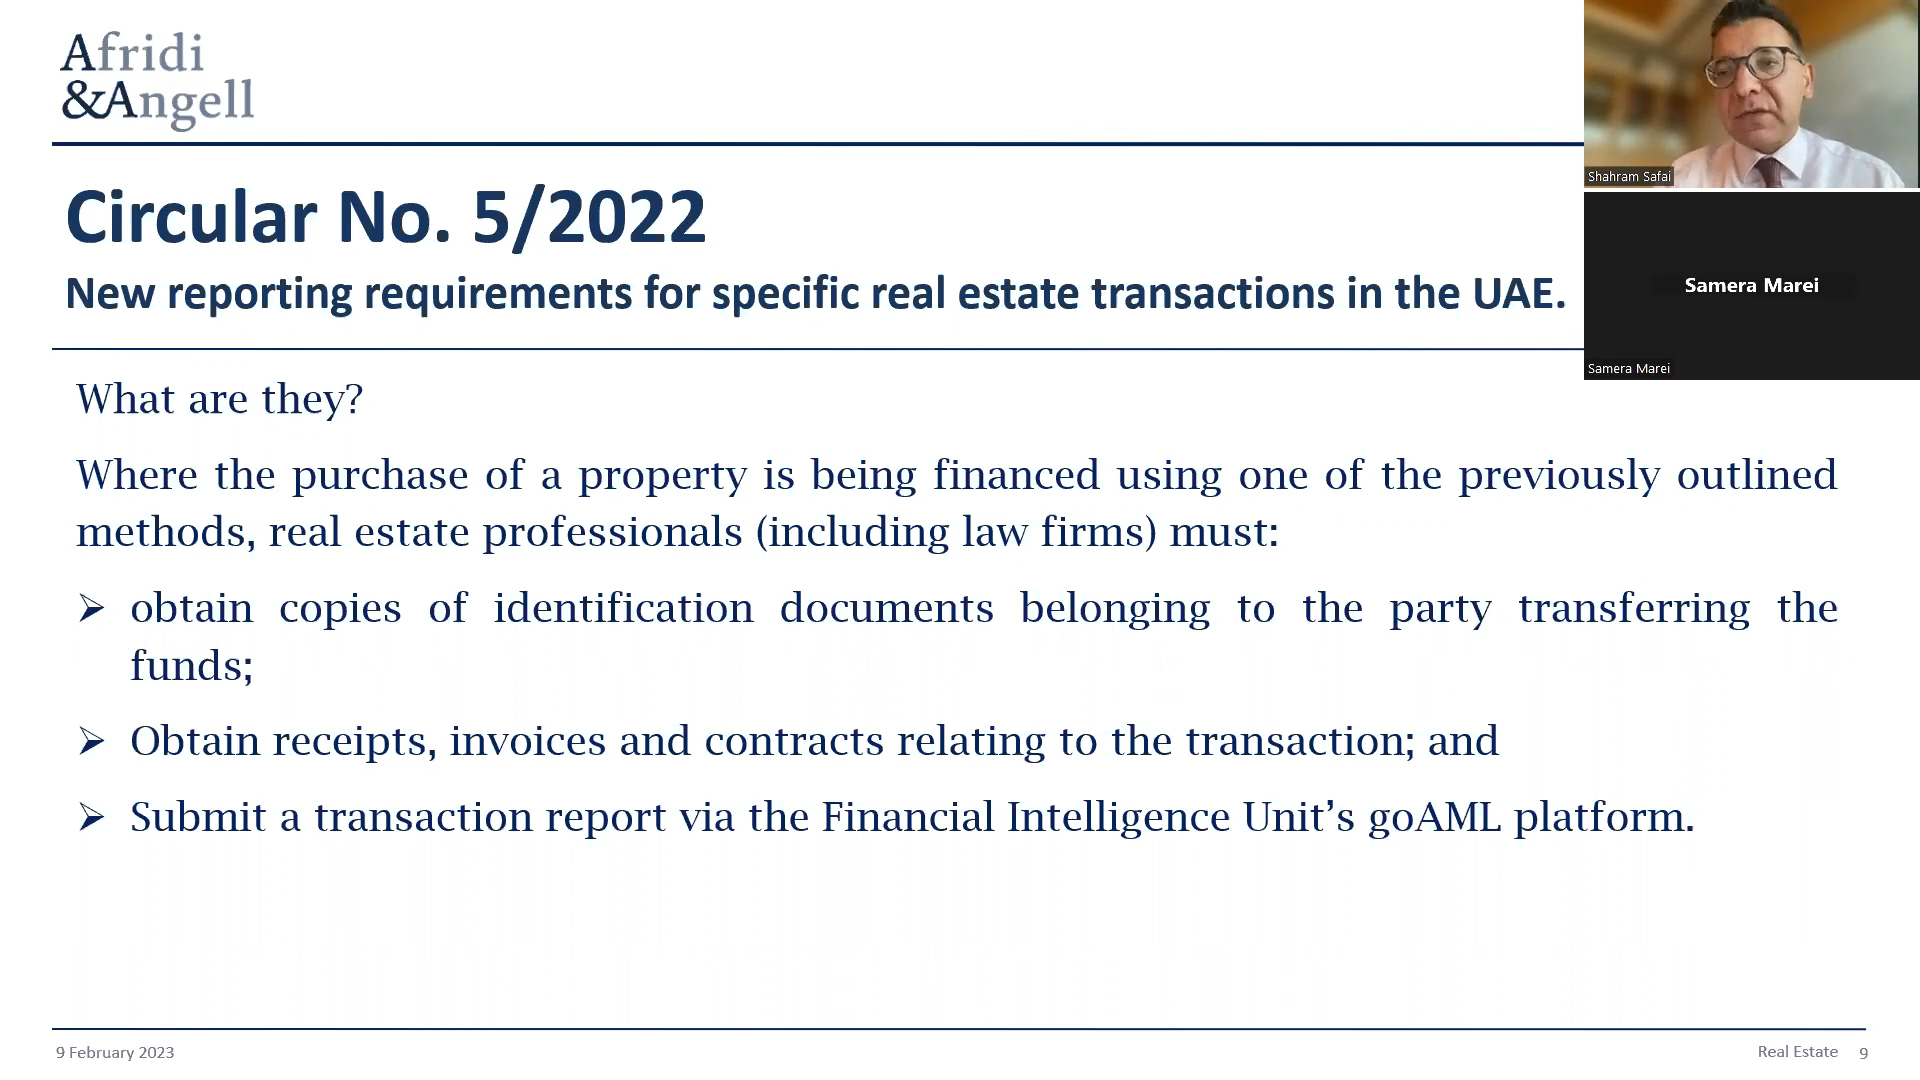 Afridi
&Angell
Circular No. 5/2022
New reporting requirements for specific real estate transactions in the UAE.
Shahram Safai
Samera Marei
Samera Marei
What are they?
Where the purchase of a property is being financed using one of the previously outlined
methods, real estate professionals (including law firms) must:
➢ obtain copies of identification documents belonging to the party transferring the
funds;
➢ Obtain receipts, invoices and contracts relating to the transaction; and
➢ Submit a transaction report via the Financial Intelligence Unit’s goAML platform.
9 February 2023
Real Estate 9